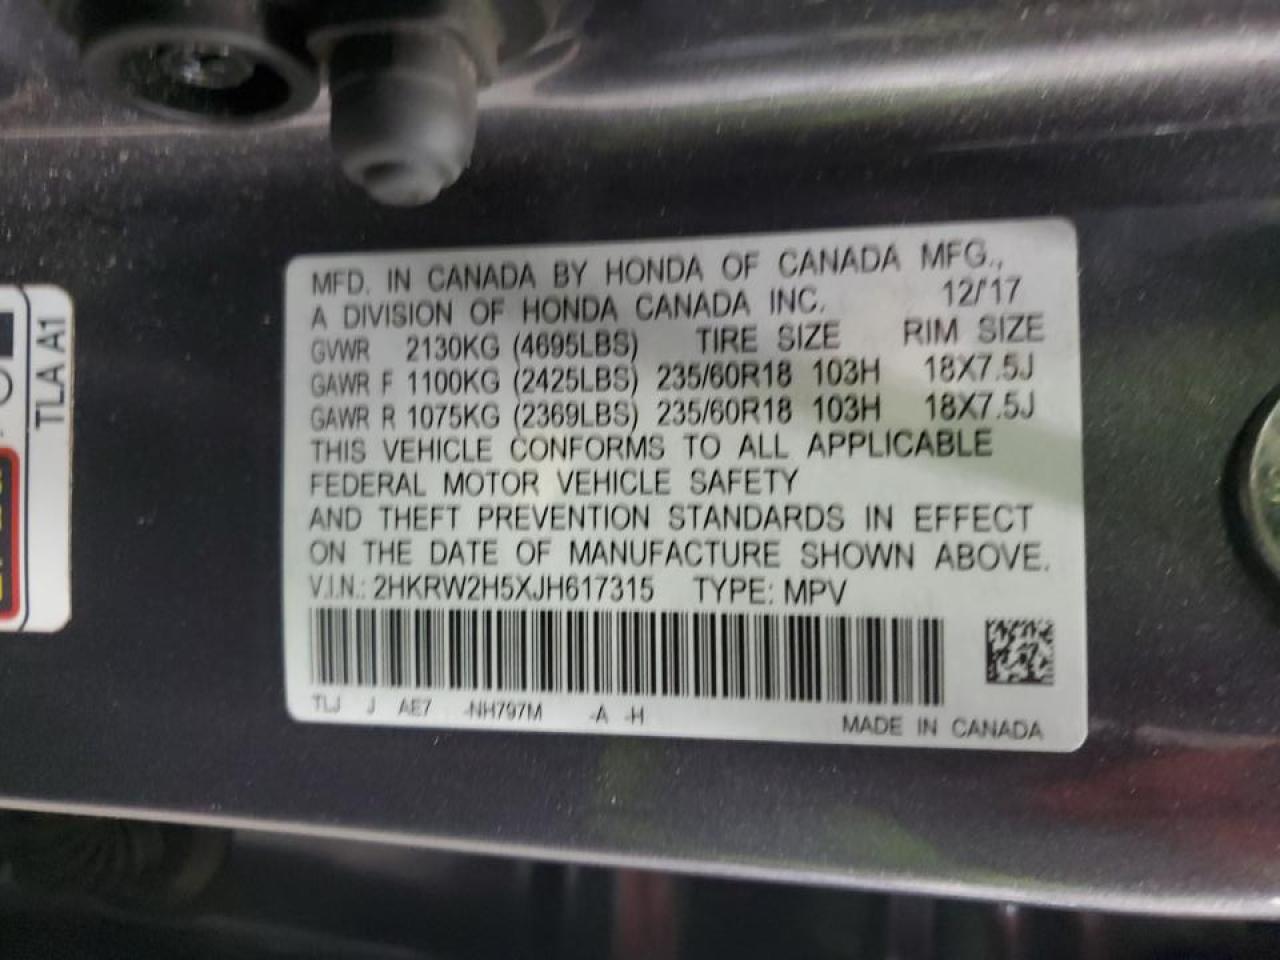 MFD. IN CANADA BY HONDA OF CANADA MFG.,
A DIVISION OF HONDA CANADA INC. 12/'17
GVWR 2130KG (4695LBS) TIRE SIZE RIM SIZE
GAWR F 1100KG (2425LBS) 235/60R18 103H 18X7.5J
GAWR R 1075KG (2369LBS) 235/60R18 103H 18X7.5J
THIS VEHICLE CONFORMS TO ALL APPLICABLE
FEDERAL MOTOR VEHICLE SAFETY
AND THEFT PREVENTION STANDARDS IN EFFECT
ON THE DATE OF MANUFACTURE SHOWN ABOVE.
V.I.N.: 2HKRW2H5XJH617315 TYPE: MPV
TLJ J AE7 -NH797M -A -H
MADE IN CANADA
TLA A1